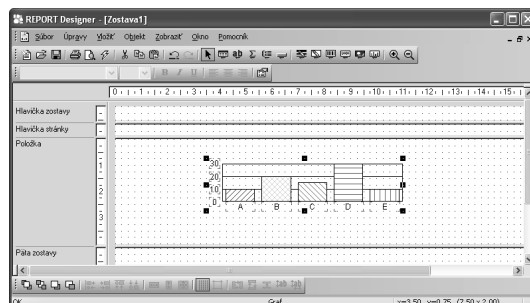 REPORT Designer - [Zostava1]
Súbor Úpravy Vložiť Objekt Zobraziť Okno Pomocník
0 1 2 3 4 5 6 7 8 9 10 11 12 13 14 15
Hlavička zostavy
Hlavička stránky
Položka
1
2
3
30
20
10
0
A B C D E
Päta zostavy
OK Graf x=3.50, y=0.75 (7.50 x 2.00)